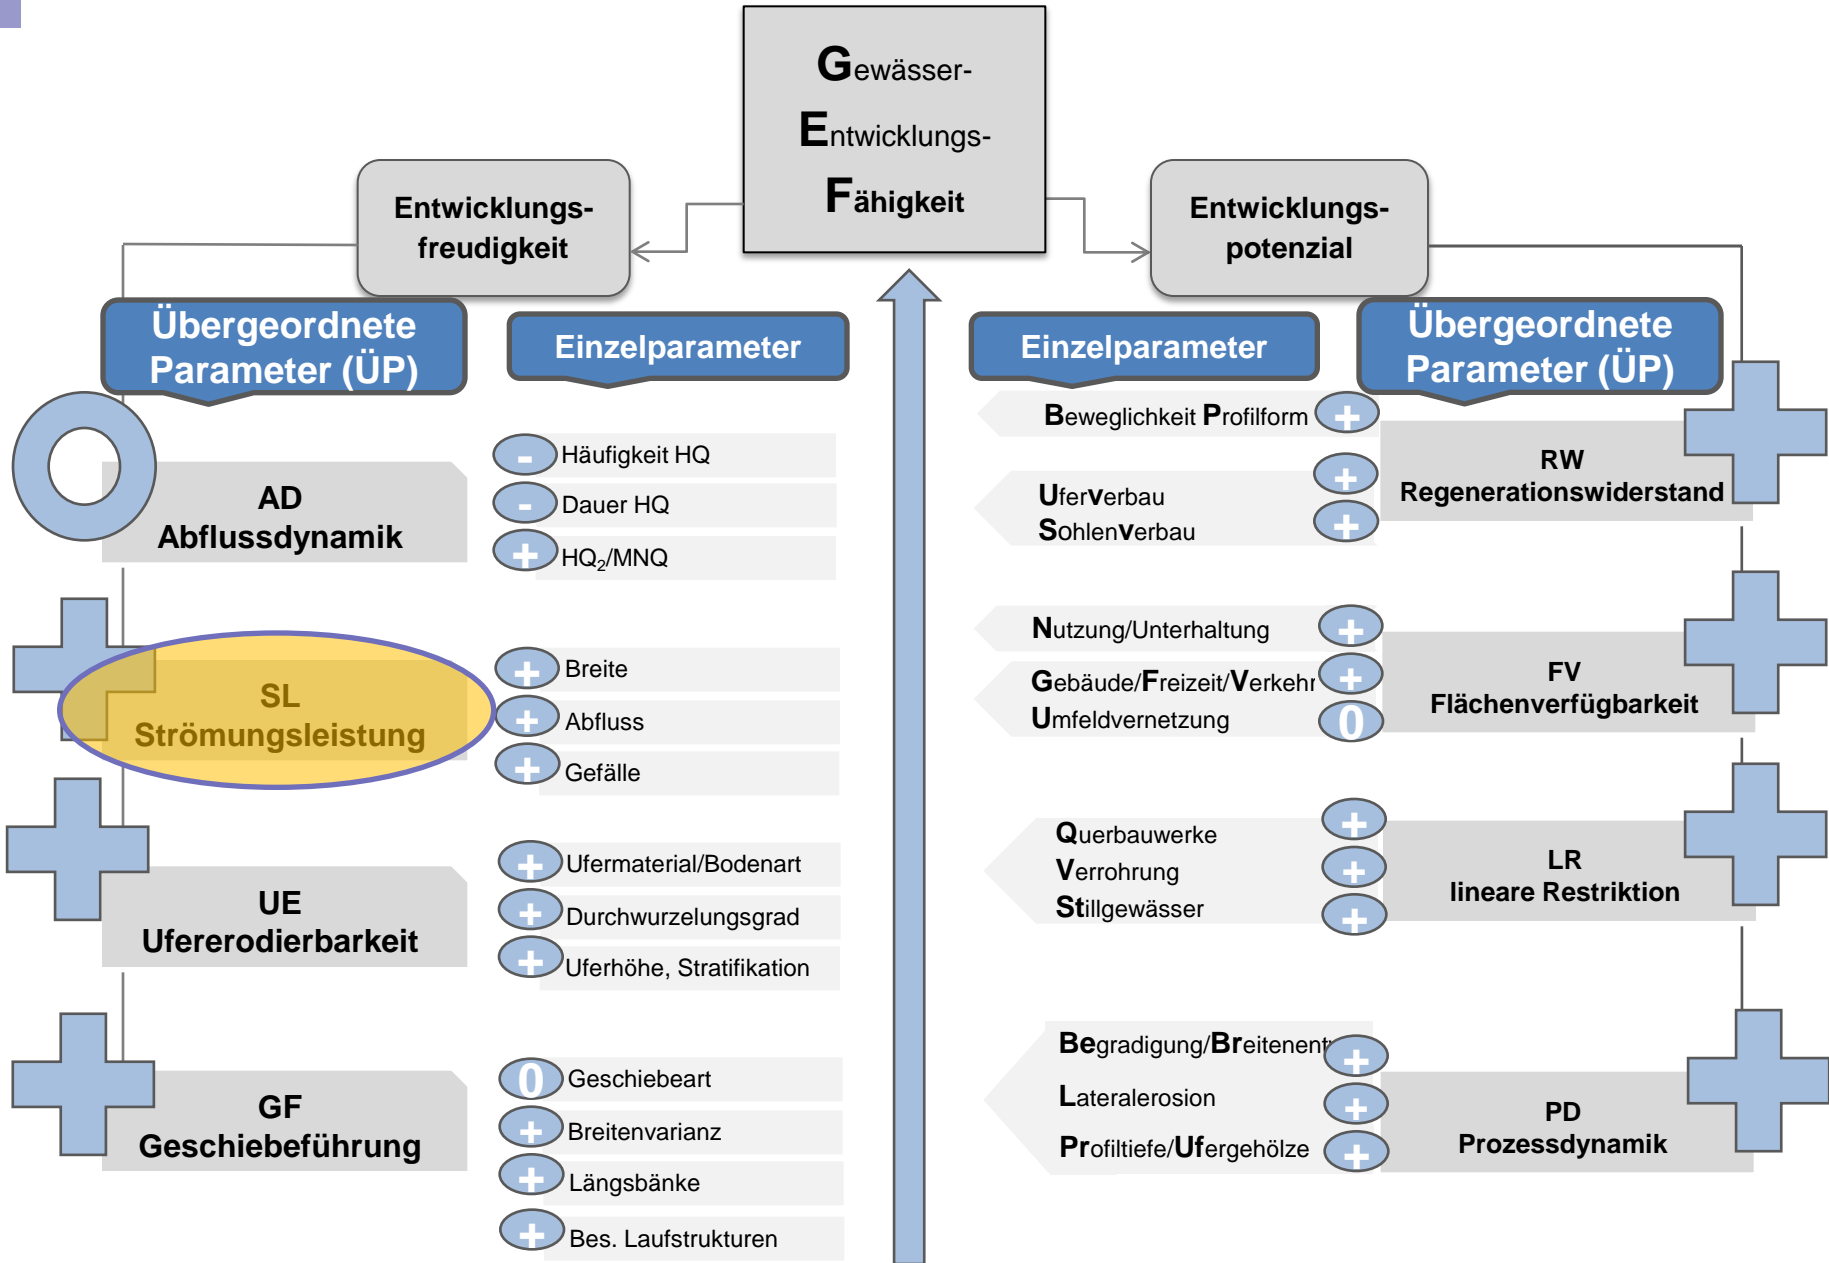 Gewässer-
Entwicklungs-
Fähigkeit
Entwicklungs-
freudigkeit
Entwicklungs-
potenzial
Übergeordnete
Parameter (ÜP)
Einzelparameter
AD
Abflussdynamik
- Häufigkeit HQ
- Dauer HQ
+ HQ2/MNQ
SL
Strömungsleistung
+ Breite
+ Abfluss
+ Gefälle
UE
Ufererodierbarkeit
+ Ufermaterial/Bodenart
+ Durchwurzelungsgrad
+ Uferhöhe, Stratifikation
GF
Geschiebeführung
0 Geschiebeart
+ Breitenvarianz
+ Längsbänke
+ Bes. Laufstrukturen
Einzelparameter
Übergeordnete
Parameter (ÜP)
Beweglichkeit Profilform +
Uferverbau +
Sohlenverbau +
RW
Regenerationswiderstand
Nutzung/Unterhaltung +
Gebäude/Freizeit/Verkehr +
Umfeldvernetzung 0
FV
Flächenverfügbarkeit
Querbauwerke +
Verrohrung +
Stillgewässer +
LR
lineare Restriktion
Begradigung/Breitenent +
Lateralerosion +
Profiltiefe/Ufergehölze +
PD
Prozessdynamik